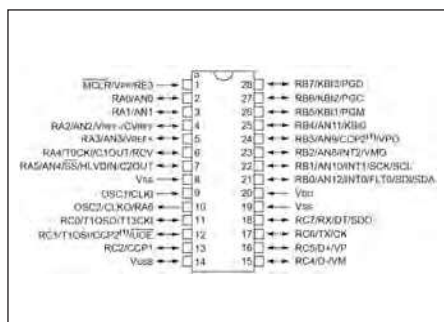 MCLR/VPP/RE3 1
RA0/AN0 2
RA1/AN1 3
RA2/AN2/VREF-/CVREF 4
RA3/AN3/VREF+ 5
RA4/T0CKI/C1OUT/RCV 6
RA5/AN4/SS/HLVDIN/C2OUT 7
VSS 8
OSC1/CLKI 9
OSC2/CLKO/RA6 10
RC0/T1OSO/T13CKI 11
RC1/T1OSI/CCP2(1)/UOE 12
RC2/CCP1 13
VUSB 14
28 RB7/KBI3/PGD
27 RB6/KBI2/PGC
26 RB5/KBI1/PGM
25 RB4/AN11/KBI0
24 RB3/AN9/CCP2(1)/VPO
23 RB2/AN8/INT2/VMO
22 RB1/AN10/INT1/SCK/SCL
21 RB0/AN12/INT0/FLT0/SDI/SDA
20 VDD
19 VSS
18 RC7/RX/DT/SDO
17 RC6/TX/CK
16 RC5/D+/VP
15 RC4/D-/VM